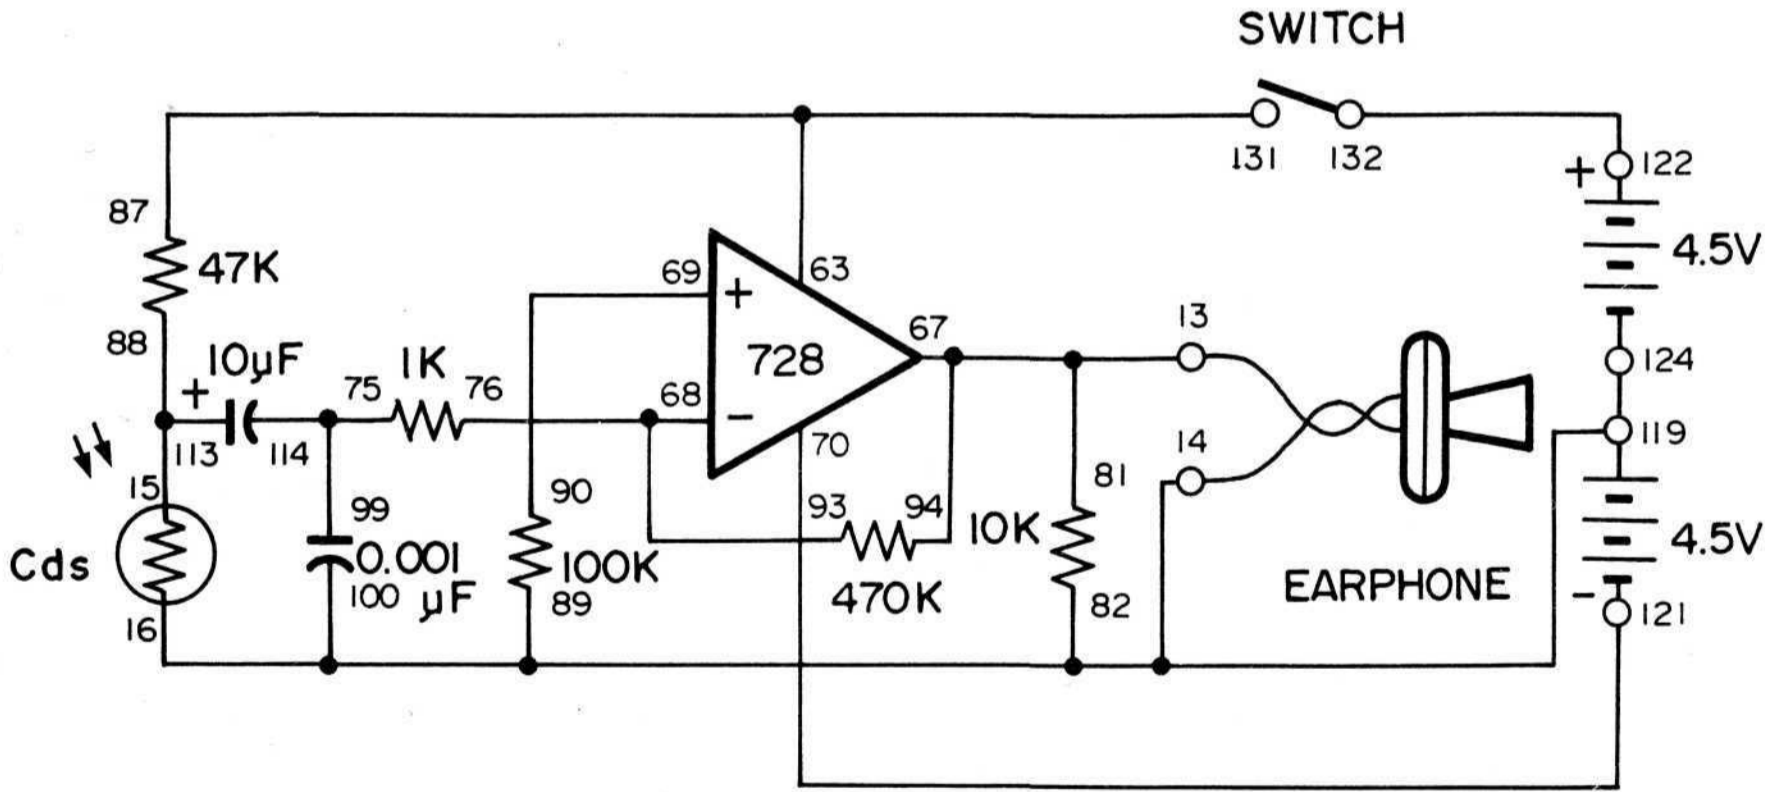 SWITCH
131 132
+ 122
4.5V
124
119
4.5V
- 121
87
47K
88
10µF
+
113 114
75 1K 76
69 +
63
728
67
68 -
70
13
14
15
Cds
16
99
0.001
100 µF
90
100K
89
93 94
470K
10K
81
82
EARPHONE